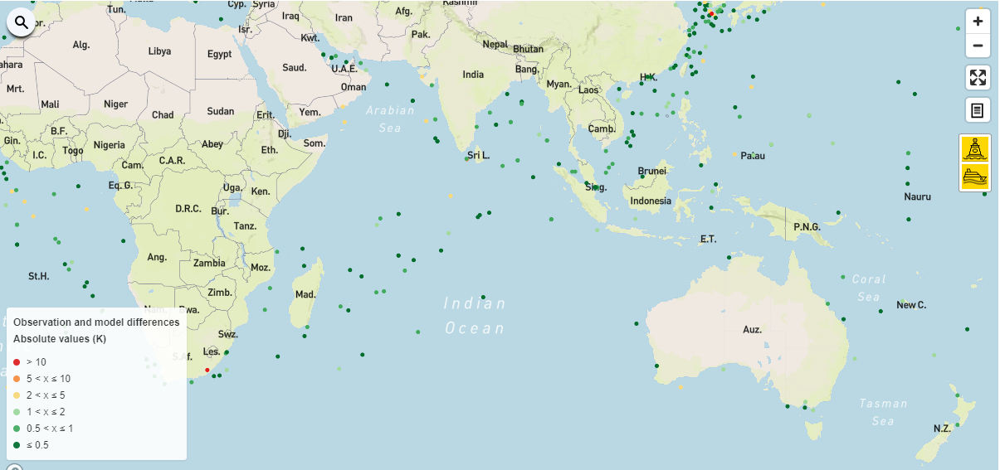 Kashmir
Cyp.
Syria
Tun.
Iraq
Iran
Afg.
Isr.
Kwt.
Pak.
Nepal
Bhutan
Alg.
Libya
Egypt
Saud.
U.A.E.
Oman
India
Bang.
Myan.
Laos
H.K.
Mrt.
Mali
Niger
Chad
Sudan
Erit.
Yem.
Arabian
Sea
Camb.
B.F.
Gin.
I.C.
Togo
Nigeria
Cam.
C.A.R.
Abey
Dji.
Eth.
Som.
Sri L.
Palau
Brunei
Sing.
Indonesia
Eq. G.
Uga.
Ken.
Nauru
D.R.C.
Bur.
Tanz.
P.N.G.
E.T.
Ang.
Zambia
Moz.
St.H.
Zimb.
Mad.
Indian
Ocean
Coral
Sea
New C.
Nam.
Bwa.
Auz.
Swz.
Les.
S.Af.
Tasman
Sea
N.Z.
Observation and model differences
Absolute values (K)
> 10
5 < x ≤ 10
2 < x ≤ 5
1 < x ≤ 2
0.5 < x ≤ 1
≤ 0.5